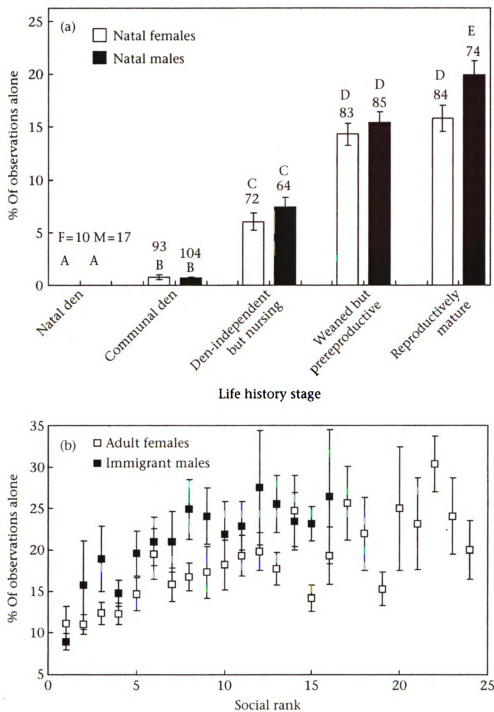 (a)
Natal females
Natal males
% Of observations alone
25
20
15
10
5
0
F=10 M=17
A A
93
B
104
B
C
72
C
64
D
83
D
85
D
84
E
74
Natal den
Communal den
Den-independent
but nursing
Weaned but
prereproductive
Reproductively
mature
Life history stage
(b)
Adult females
Immigrant males
% Of observations alone
35
30
25
20
15
10
5
0
5
10
15
20
25
Social rank